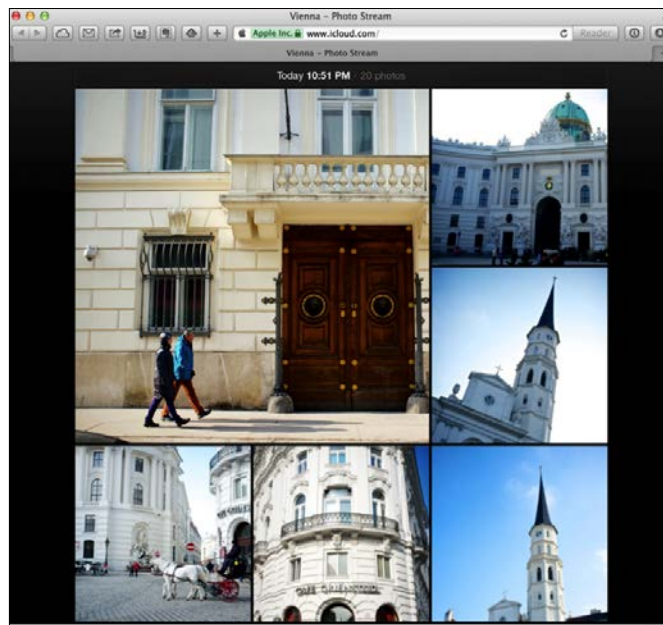 Vienna – Photo Stream
Apple Inc. www.icloud.com/ Reader
Vienna – Photo Stream
Today 10:51 PM · 20 photos
CAFE GRIENSTEIDL